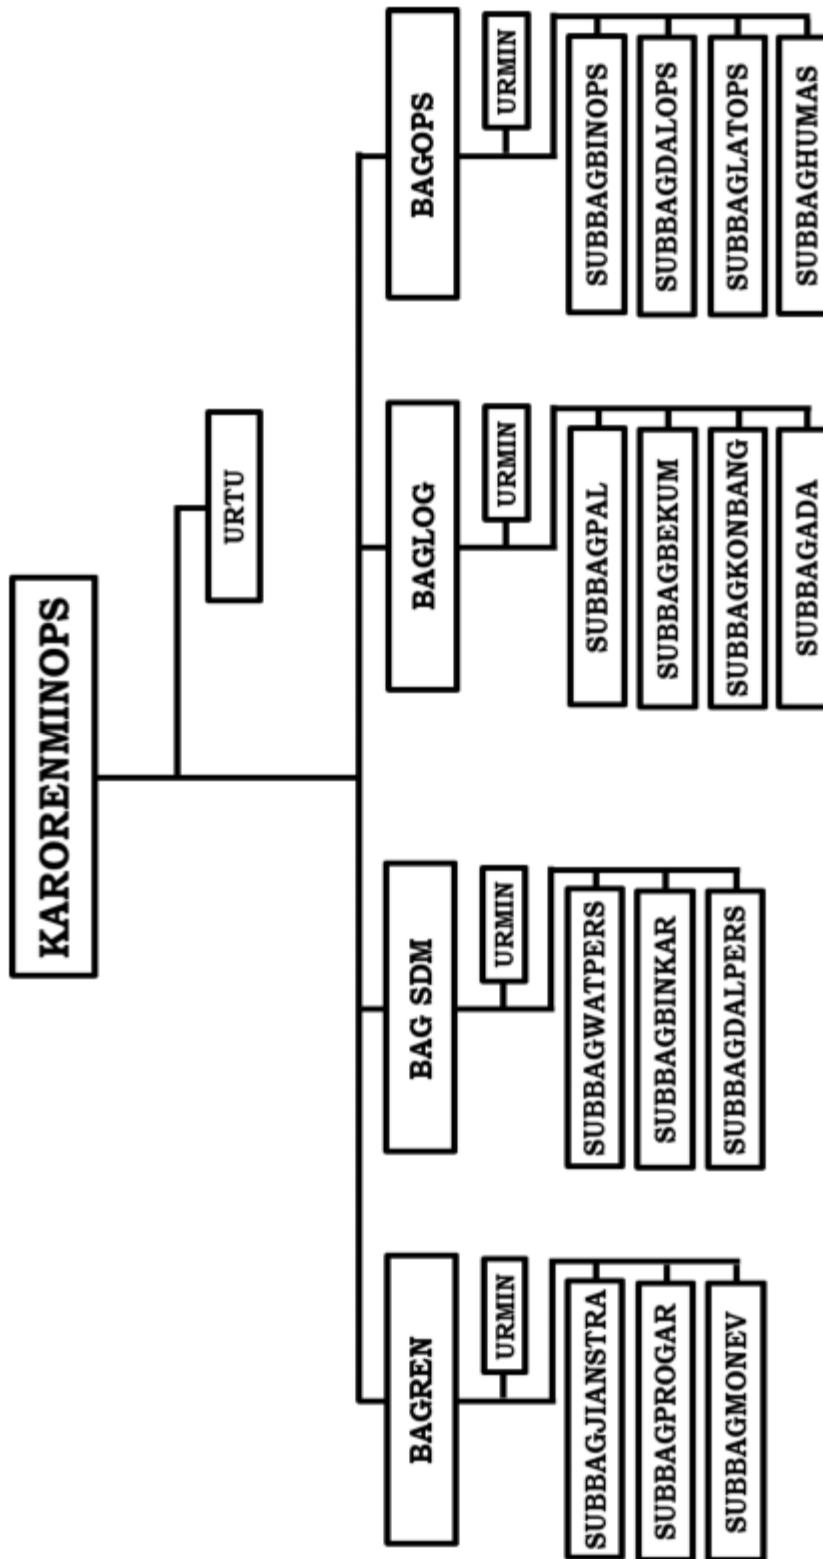 KARORENMINOPS
URTU
BAGREN
BAG SDM
BAGLOG
BAGOPS
URMIN
URMIN
URMIN
URMIN
SUBBAGJIANSTRA
SUBBAGPROGAR
SUBBAGMONEV
SUBBAGWATPERS
SUBBAGBINKAR
SUBBAGDALPERS
SUBBAGPAL
SUBBAGBEKUM
SUBBAGKONBANG
SUBBAGADA
SUBBAGBINOPS
SUBBAGDALOPS
SUBBAGLATOPS
SUBBAGHUMAS